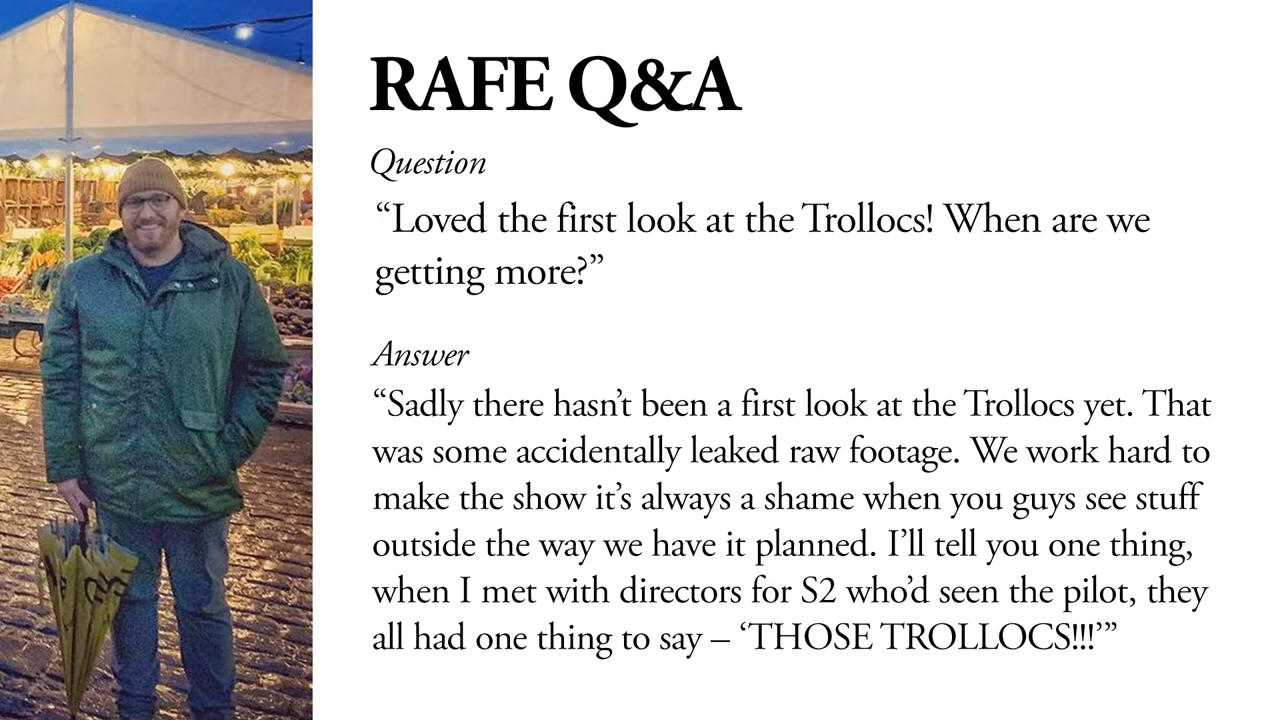 RAFE Q&A
Question
“Loved the first look at the Trollocs! When are we
getting more?”
Answer
“Sadly there hasn’t been a first look at the Trollocs yet. That
was some accidentally leaked raw footage. We work hard to
make the show it’s always a shame when you guys see stuff
outside the way we have it planned. I’ll tell you one thing,
when I met with directors for S2 who’d seen the pilot, they
all had one thing to say – ‘THOSE TROLLOCS!!!’”